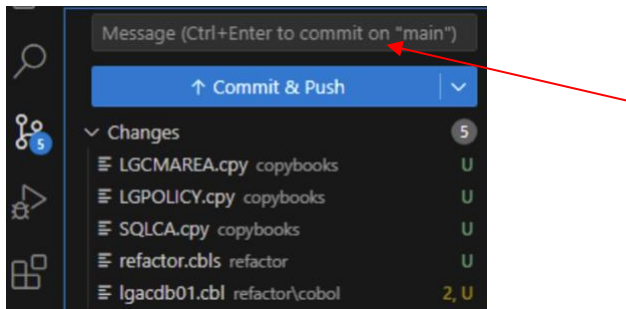 Message (Ctrl+Enter to commit on "main")
↑ Commit & Push
Changes 5
5
LGCMAREA.cpy copybooks U
LGPOLICY.cpy copybooks U
SQLCA.cpy copybooks U
refactor.cbls refactor U
lgacdb01.cbl refactor\cobol 2, U